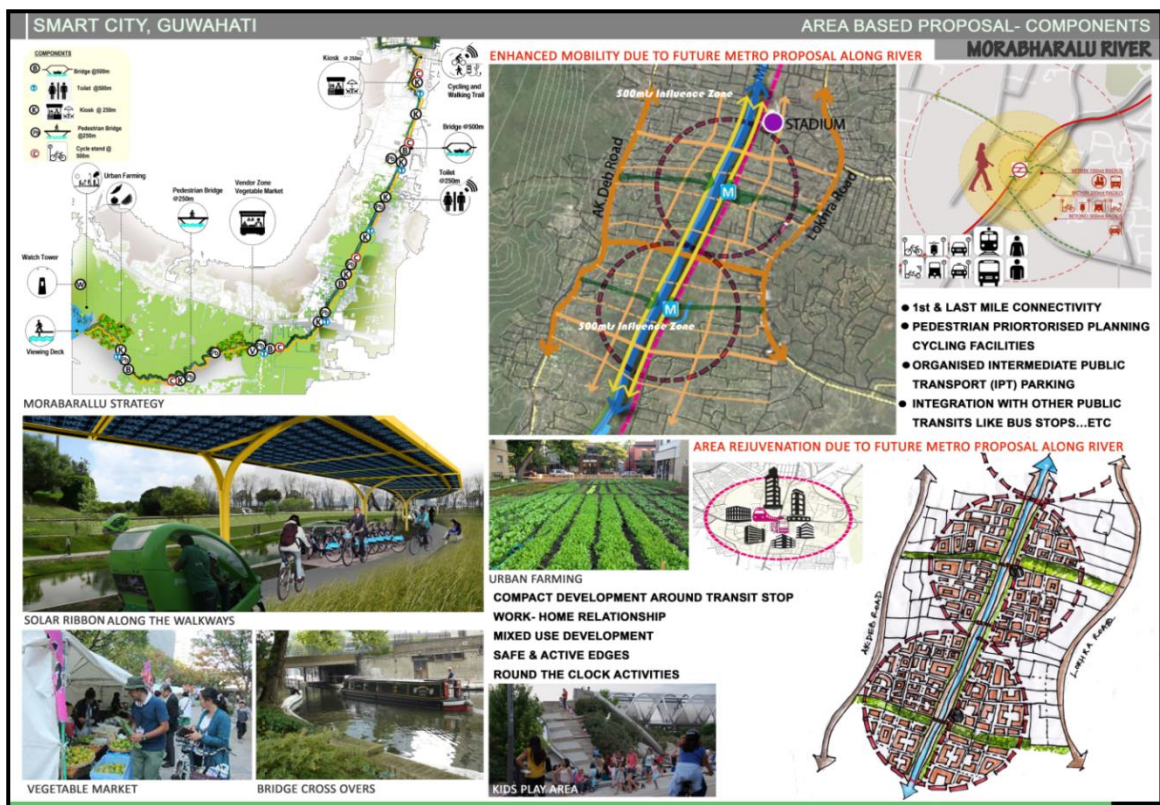 SMART CITY, GUWAHATI
AREA BASED PROPOSAL- COMPONENTS
MORABHARALU RIVER
COMPONENTS
B
Bridge @500m
T
Toilet @500m
K
Kiosk @ 250m
Pb
Pedestrian Bridge
@250m
C
Cycle stand @
500m
Kiosk @ 250m
Cycling and
Walking Trail
Bridge @500m
Toilet
@250m
Urban Farming
Pedestrian Bridge
@250m
Vendor Zone
Vegetable Market
Watch Tower
W
Viewing Deck
MORABARALLU STRATEGY
ENHANCED MOBILITY DUE TO FUTURE METRO PROPOSAL ALONG RIVER
500mts Influence Zone
STADIUM
AK Deb Road
Lokhra Road
M
M
500mts Influence Zone
● 1st & LAST MILE CONNECTIVITY
● PEDESTRIAN PRIORTORISED PLANNING
CYCLING FACILITIES
● ORGANISED INTERMEDIATE PUBLIC
TRANSPORT (IPT) PARKING
● INTEGRATION WITH OTHER PUBLIC
TRANSITS LIKE BUS STOPS...ETC
SOLAR RIBBON ALONG THE WALKWAYS
VEGETABLE MARKET
BRIDGE CROSS OVERS
AREA REJUVENATION DUE TO FUTURE METRO PROPOSAL ALONG RIVER
URBAN FARMING
COMPACT DEVELOPMENT AROUND TRANSIT STOP
WORK- HOME RELATIONSHIP
MIXED USE DEVELOPMENT
SAFE & ACTIVE EDGES
ROUND THE CLOCK ACTIVITIES
KIDS PLAY AREA
AK DEB ROAD
LOKHRA ROAD